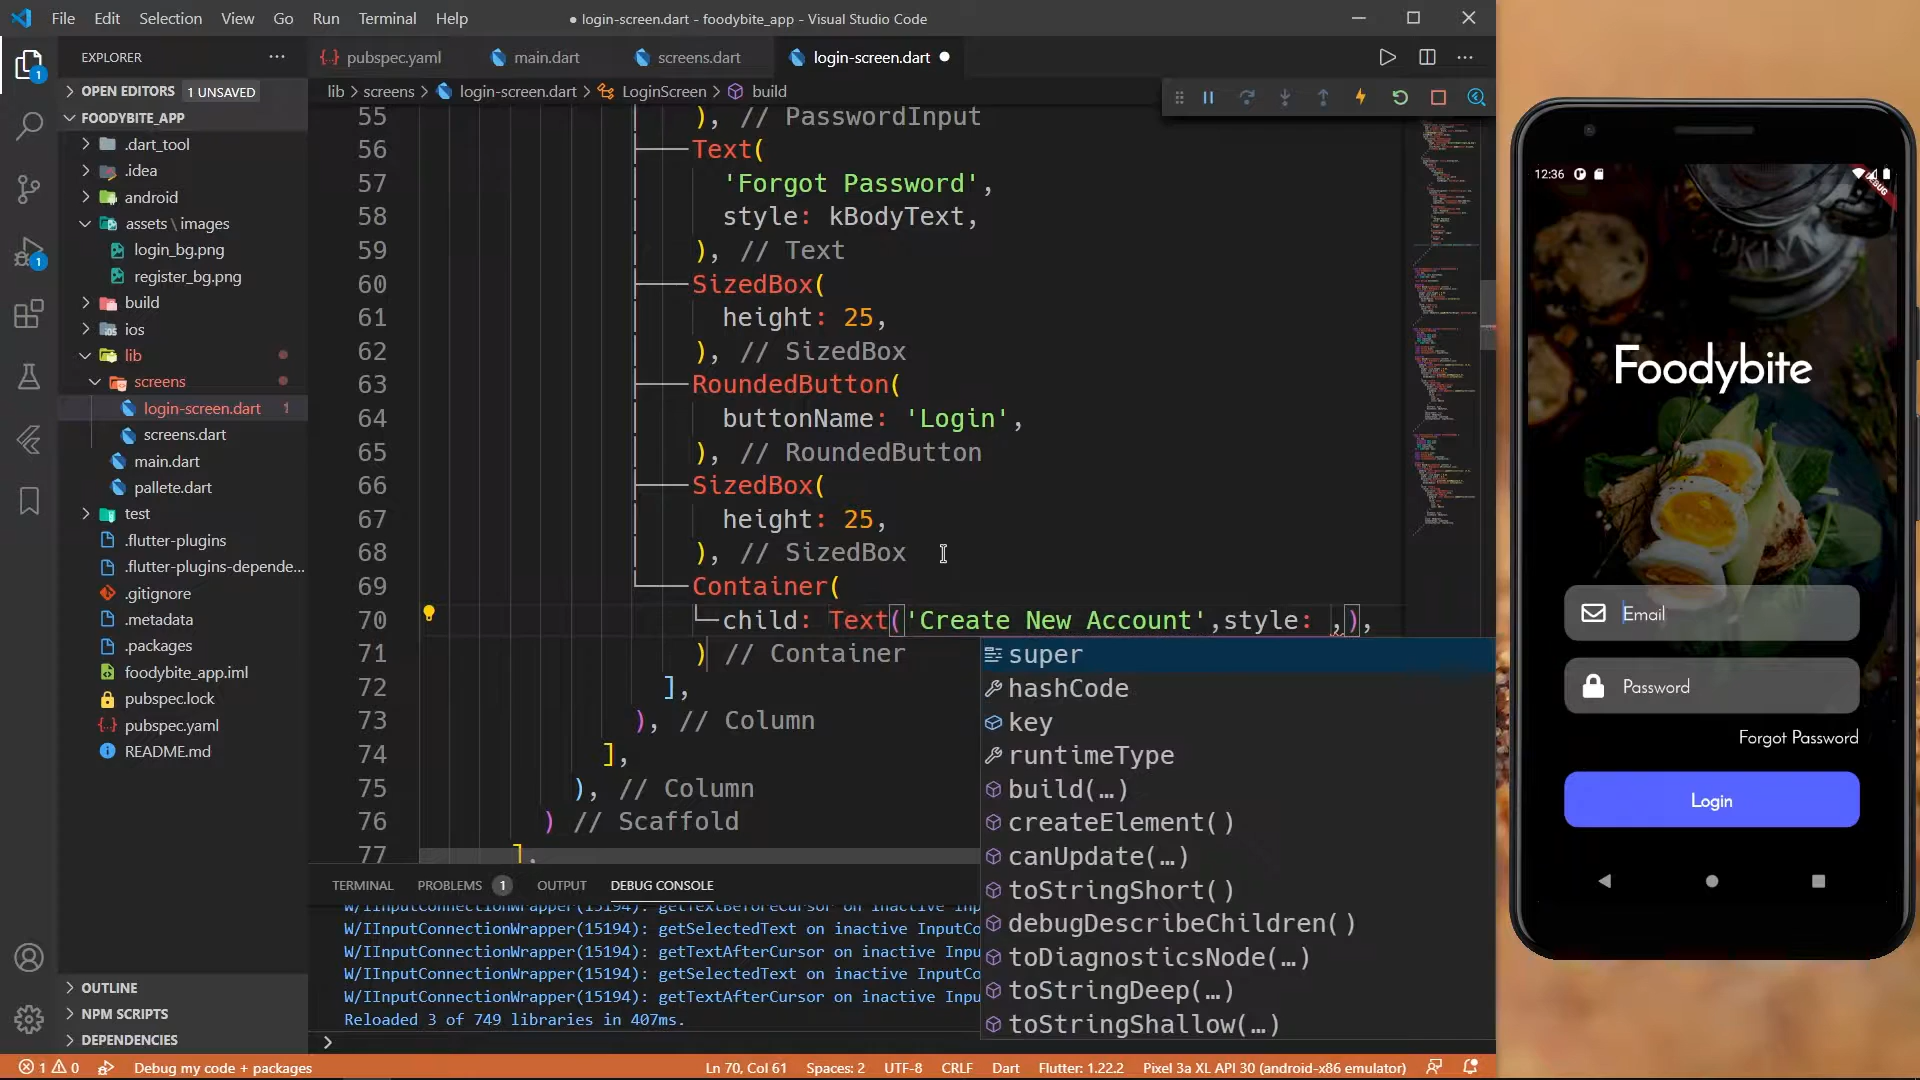 File Edit Selection View Go Run Terminal Help
● login-screen.dart - foodybite_app - Visual Studio Code
EXPLORER
OPEN EDITORS 1 UNSAVED
FOODYBITE_APP
.dart_tool
.idea
android
assets \ images
login_bg.png
register_bg.png
build
ios
lib
screens
login-screen.dart 1
screens.dart
main.dart
pallete.dart
test
.flutter-plugins
.flutter-plugins-depende...
.gitignore
.metadata
.packages
foodybite_app.iml
pubspec.lock
pubspec.yaml
README.md
OUTLINE
NPM SCRIPTS
DEPENDENCIES
1
1
pubspec.yaml main.dart screens.dart login-screen.dart
lib > screens > login-screen.dart > LoginScreen > build
55 ), // PasswordInput
56 Text(
57 'Forgot Password',
58 style: kBodyText,
59 ), // Text
60 SizedBox(
61 height: 25,
62 ), // SizedBox
63 RoundedButton(
64 buttonName: 'Login',
65 ), // RoundedButton
66 SizedBox(
67 height: 25,
68 ), // SizedBox
69 Container(
70 child: Text('Create New Account',style: ,),
71 ) // Container
72 ],
73 ), // Column
74 ],
75 ), // Column
76 ) // Scaffold
77 ],
super
hashCode
key
runtimeType
build(…)
createElement()
canUpdate(…)
toStringShort()
debugDescribeChildren()
toDiagnosticsNode(…)
toStringDeep(…)
toStringShallow(…)
TERMINAL PROBLEMS 1 OUTPUT DEBUG CONSOLE
W/IInputConnectionWrapper(15194): getTextBeforeCursor on inactive Inp
W/IInputConnectionWrapper(15194): getSelectedText on inactive InputCo
W/IInputConnectionWrapper(15194): getTextAfterCursor on inactive Inpu
W/IInputConnectionWrapper(15194): getSelectedText on inactive InputCo
W/IInputConnectionWrapper(15194): getTextAfterCursor on inactive Inpu
Reloaded 3 of 749 libraries in 407ms.
1 0 Debug my code + packages
Ln 70, Col 61 Spaces: 2 UTF-8 CRLF Dart Flutter: 1.22.2 Pixel 3a XL API 30 (android-x86 emulator)
12:36
DEBUG
Foodybite
Email
Password
Forgot Password
Login